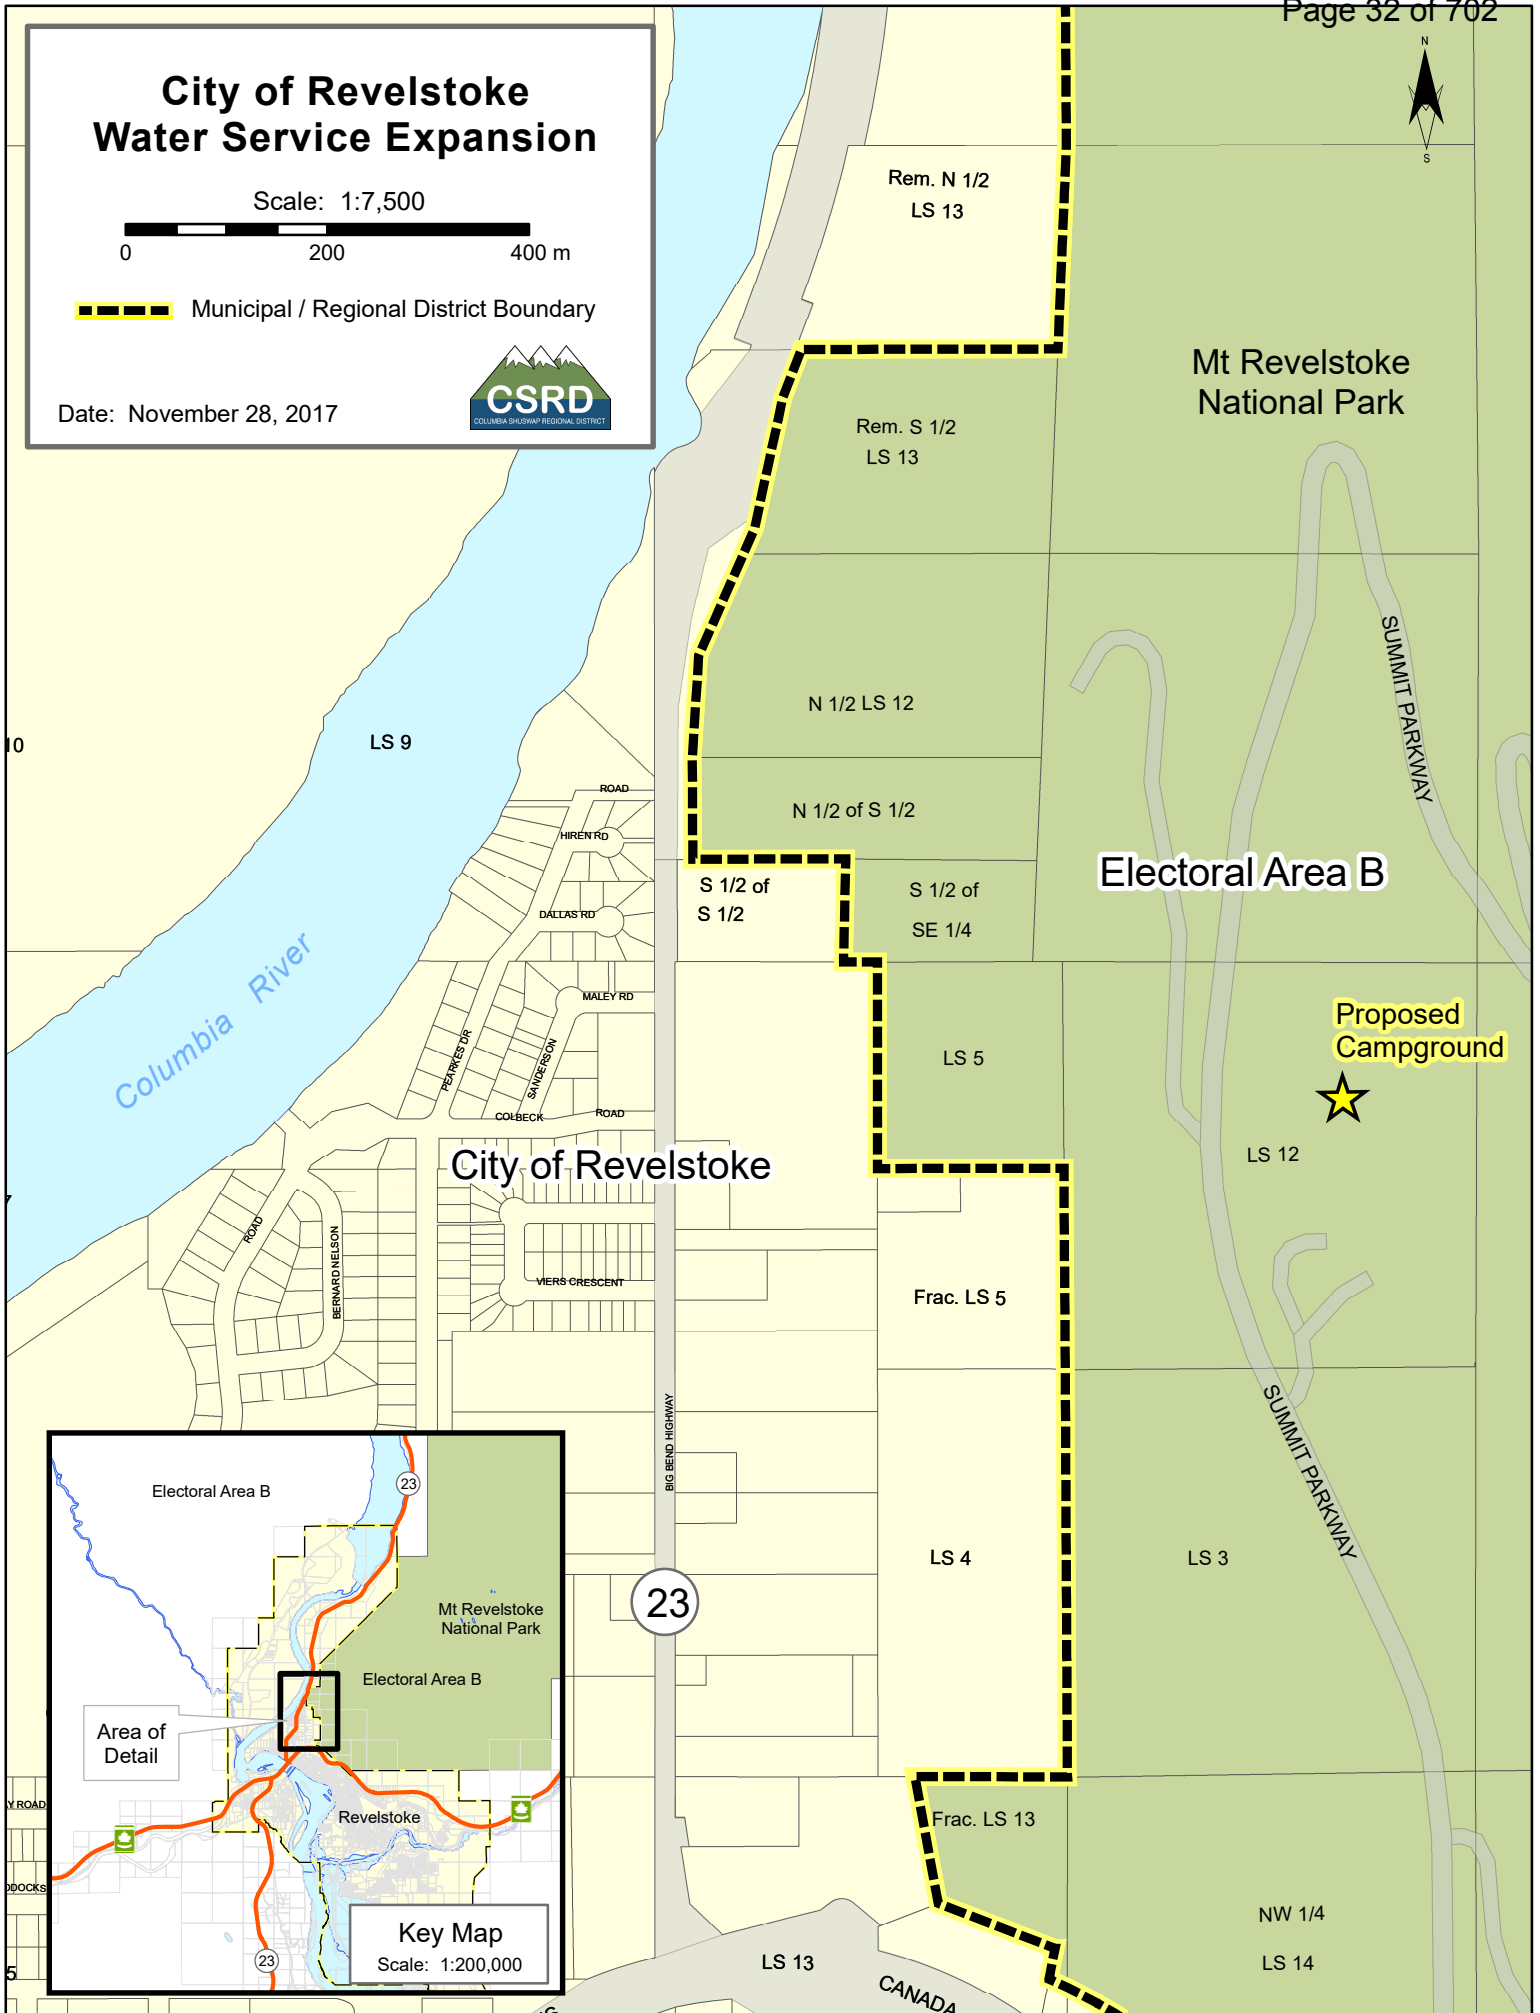 Page 32 of 702
City of Revelstoke
Water Service Expansion
Scale: 1:7,500
0 200 400 m
Municipal / Regional District Boundary
Date: November 28, 2017
CSRD
COLUMBIA SHUSWAP REGIONAL DISTRICT
N
S
Rem. N 1/2
LS 13
Mt Revelstoke
National Park
Rem. S 1/2
LS 13
SUMMIT PARKWAY
N 1/2 LS 12
10
LS 9
ROAD
N 1/2 of S 1/2
HIREN RD
Electoral Area B
S 1/2 of
S 1/2
S 1/2 of
SE 1/4
DALLAS RD
Columbia River
MALEY RD
Proposed
Campground
PEARKES DR
SANDERSON
LS 5
COLBECK ROAD
LS 12
City of Revelstoke
7
ROAD
BERNARD NELSON
VIERS CRESCENT
Frac. LS 5
BIG BEND HIGHWAY
SUMMIT PARKWAY
LS 4
LS 3
23
Frac. LS 13
NW 1/4
LS 14
LS 13
CANADA
Y ROAD
DDOCKS
5
Electoral Area B
23
Mt Revelstoke
National Park
Electoral Area B
Area of
Detail
Revelstoke
23
Key Map
Scale: 1:200,000